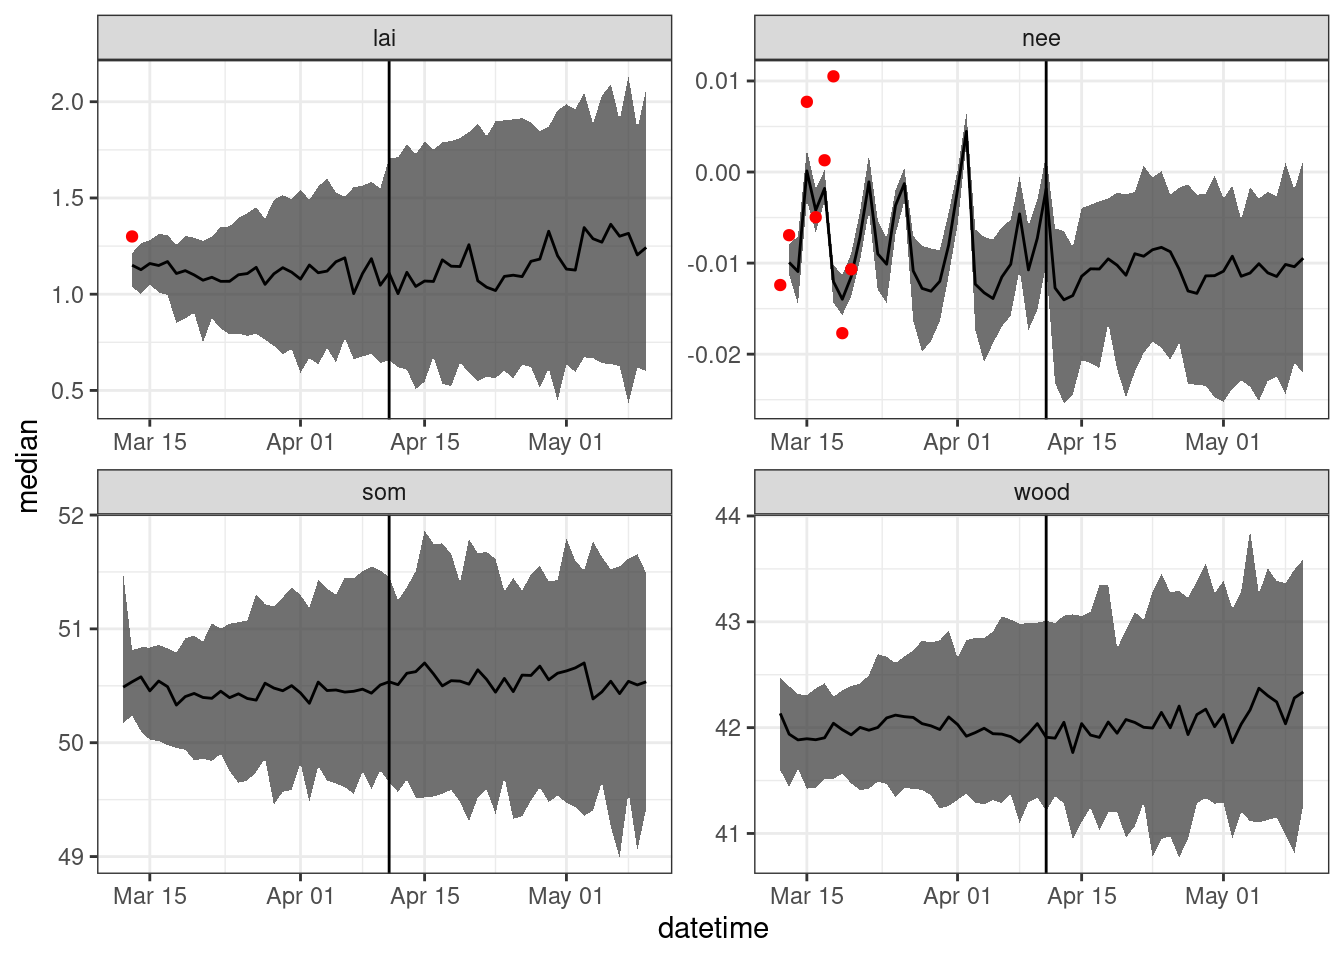 lai
nee
2.0
1.5
1.0
0.5
0.01
0.00
-0.01
-0.02
Mar 15 Apr 01 Apr 15 May 01
Mar 15 Apr 01 Apr 15 May 01
median
som
wood
52
51
50
49
44
43
42
41
Mar 15 Apr 01 Apr 15 May 01
Mar 15 Apr 01 Apr 15 May 01
datetime